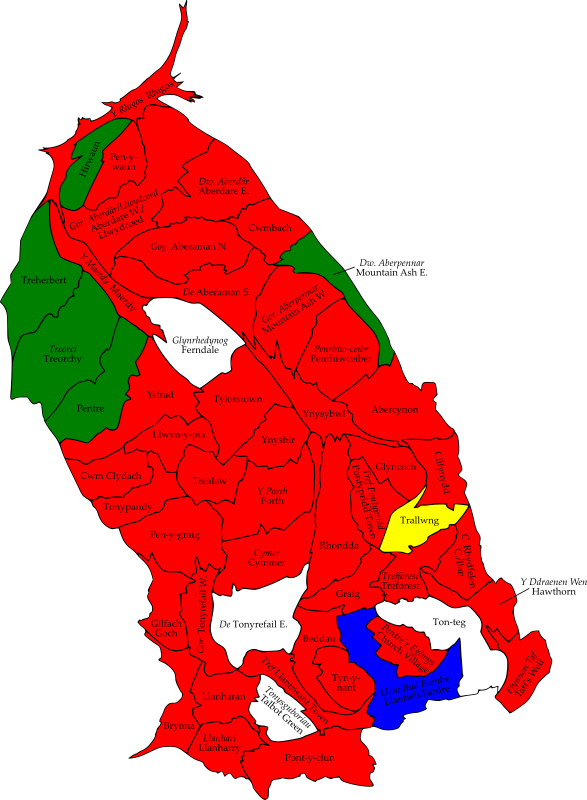 Y Rhigos Rhigos
Hirwaun
Pen-y-
waun
Dw. Aberdâr
Aberdare E.
Gor. Aberdâr/Llwydcoed
Aberdare W./
Llwydcoed
Cwmbach
Gog. Aberaman N.
Dw. Aberpennar
Mountain Ash E.
Y Maerdy Maerdy
De Aberaman S.
Treherbert
Gor. Aberpennar
Mountain Ash W.
Glynrhedynog
Ferndale
Treorci
Treorchy
Penrhiw-ceibr
Penrhiwceiber
Pentre
Ystrad
Tylorstown
Ynysybwl
Abercynon
Llwyn-y-pia
Ynyshir
Cilfynydd
Glyncoch
Cwm Clydach
Trealaw
Tref Pontypridd
Pontypridd Town
Y Porth
Porth
Tonypandy
Trallwng
Pen-y-graig
Rhondda
Cymer
Cymmer
C. Rhydfelen
Trefforest
Treforest
Y Ddraenen Wen
Hawthorn
Graig
Gilfach
Goch
Gor. Tonyrefail W.
De Tonyrefail E.
Beddau
Ton-teg
Pentre'r Eglwys
Church Village
Ffynnon Taf
Taff's Well
Tref Llantrisant Town
Tyn-y-
nant
Llanilltud Faerdre
Llantwit Fardre
Llanharan
Tonysguboriau
Talbot Green
Brynna
Llanhari
Llanharry
Pont-y-clun